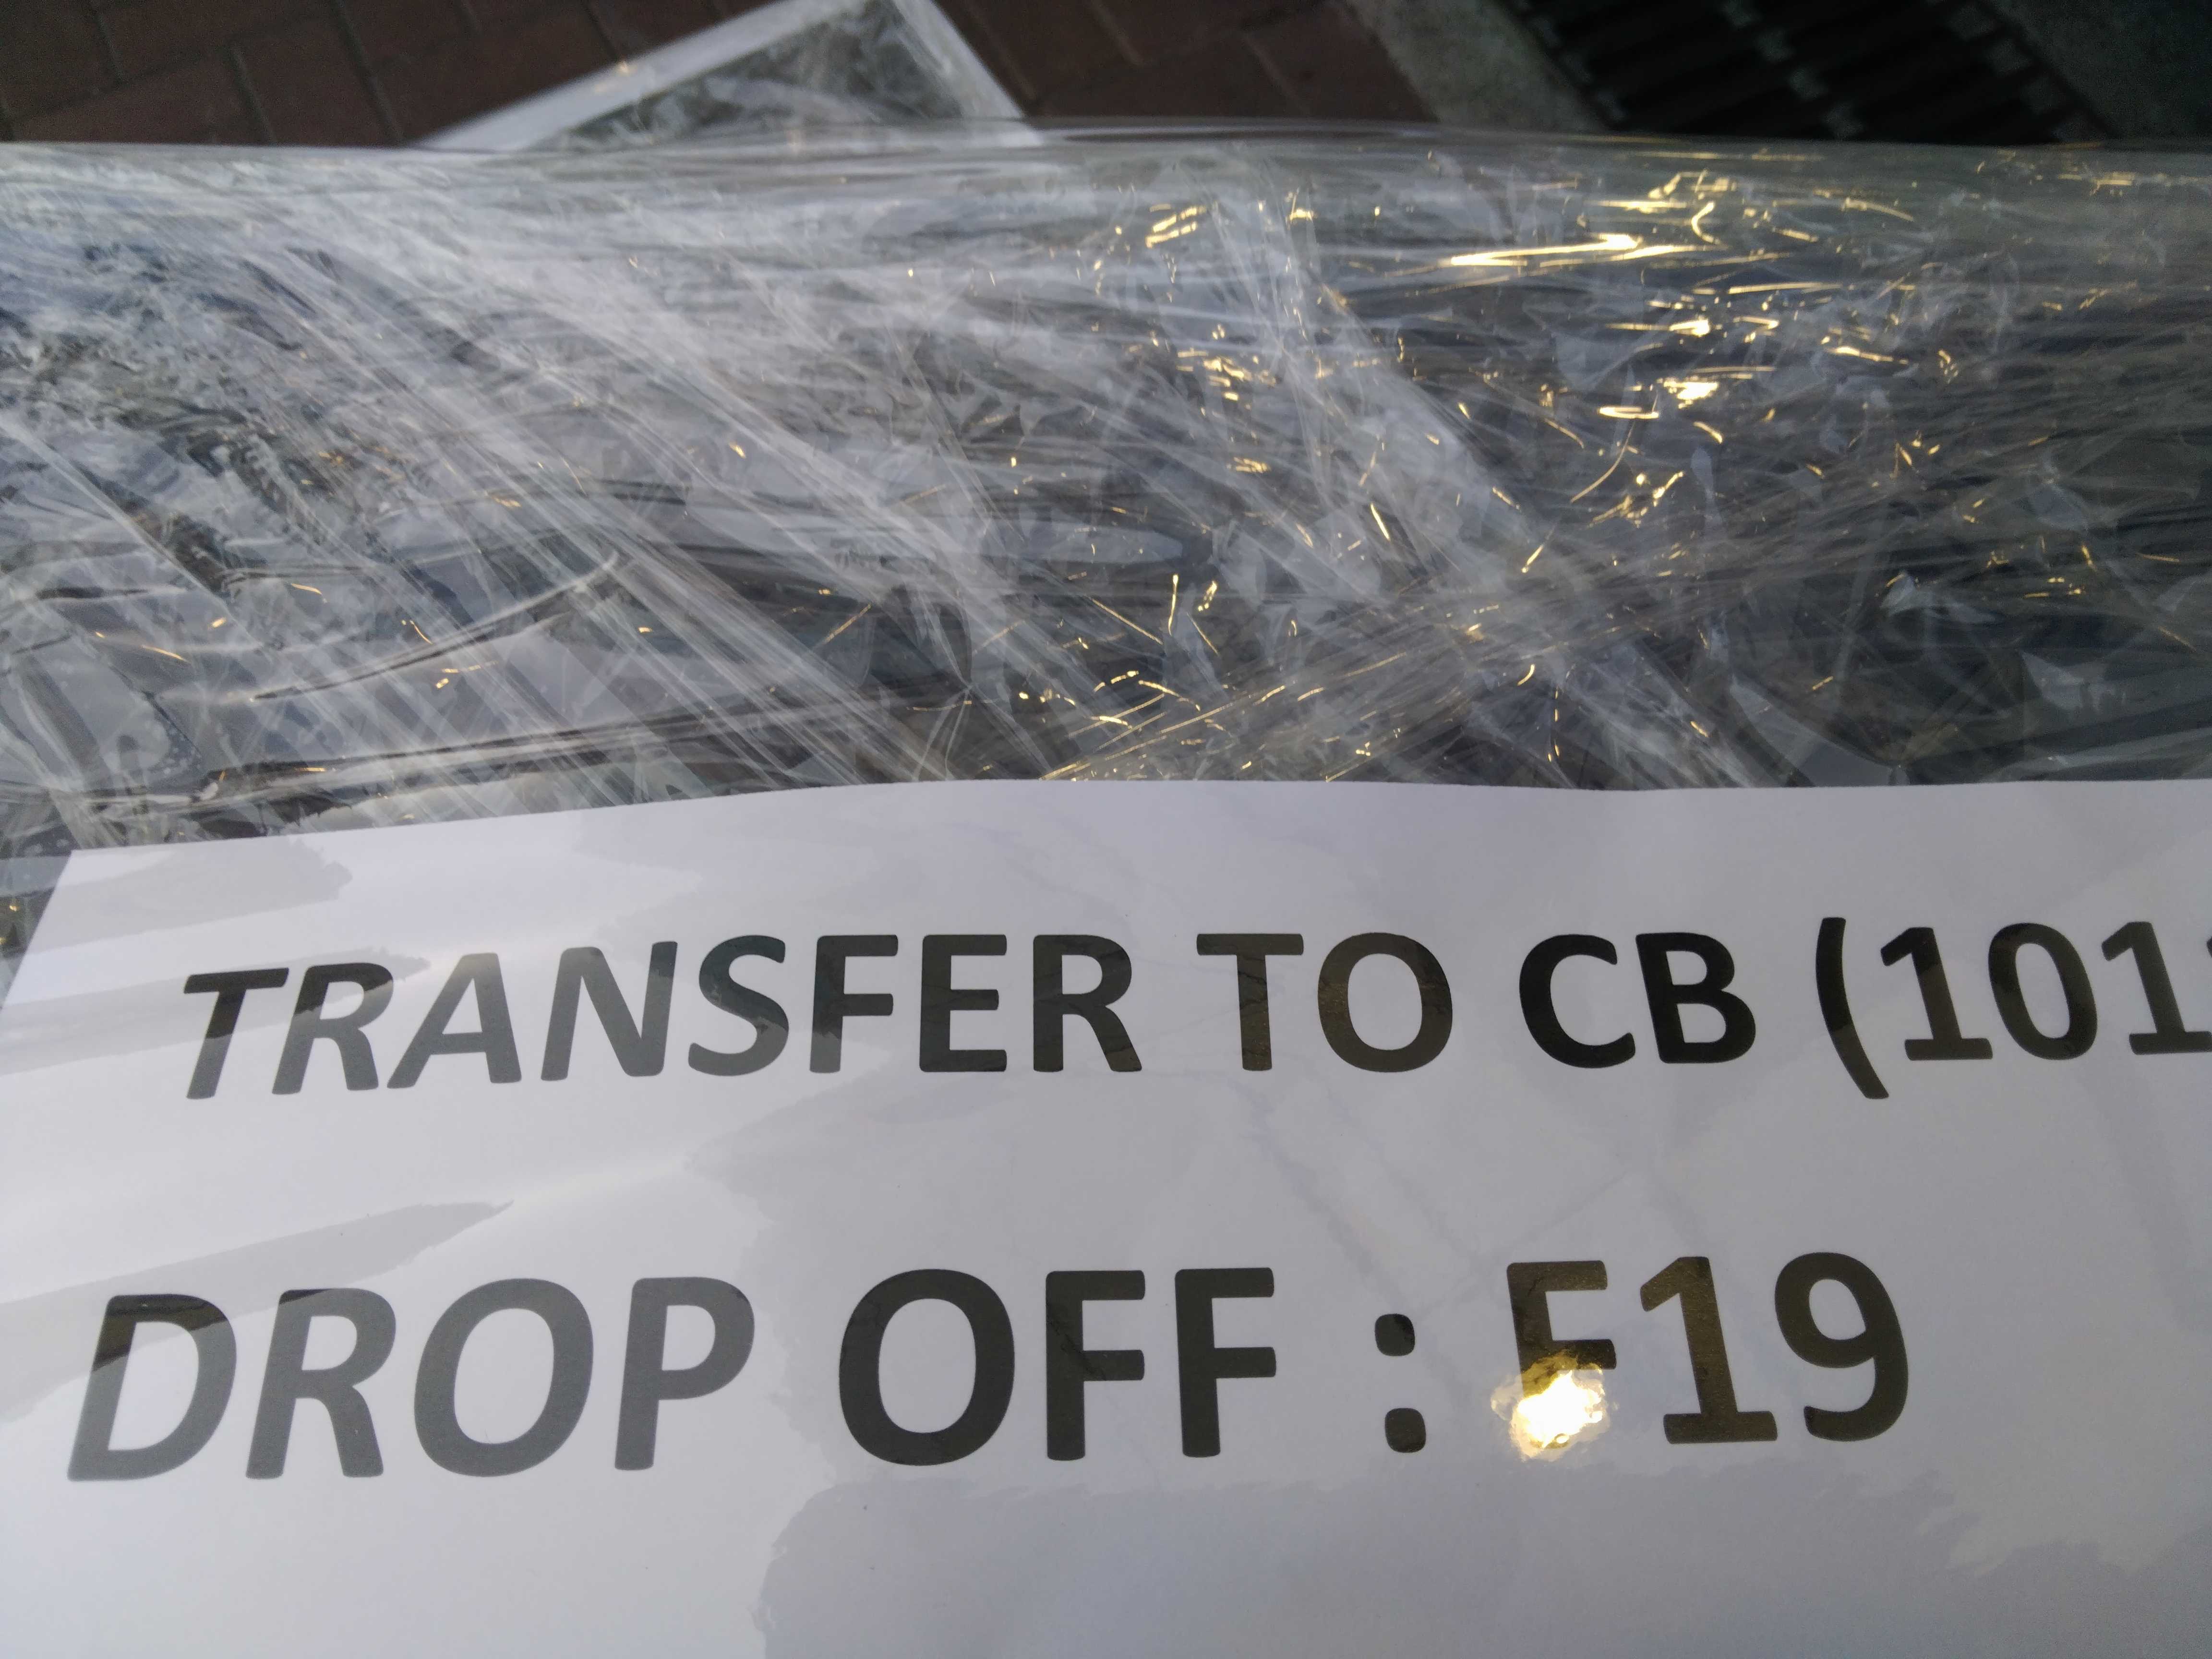 TRANSFER TO CB (101
DROP OFF : F19